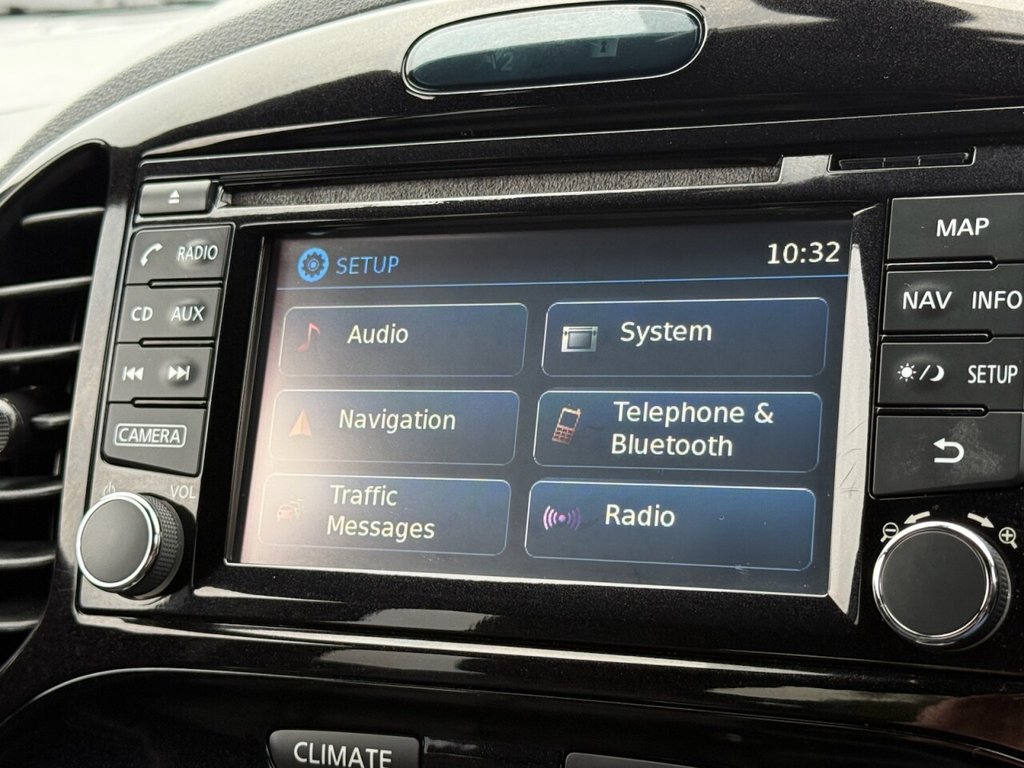 SETUP
10:32
Audio
System
Navigation
Telephone &
Bluetooth
Traffic
Messages
Radio
RADIO
CD AUX
CAMERA
VOL
MAP
NAV INFO
SETUP
CLIMATE